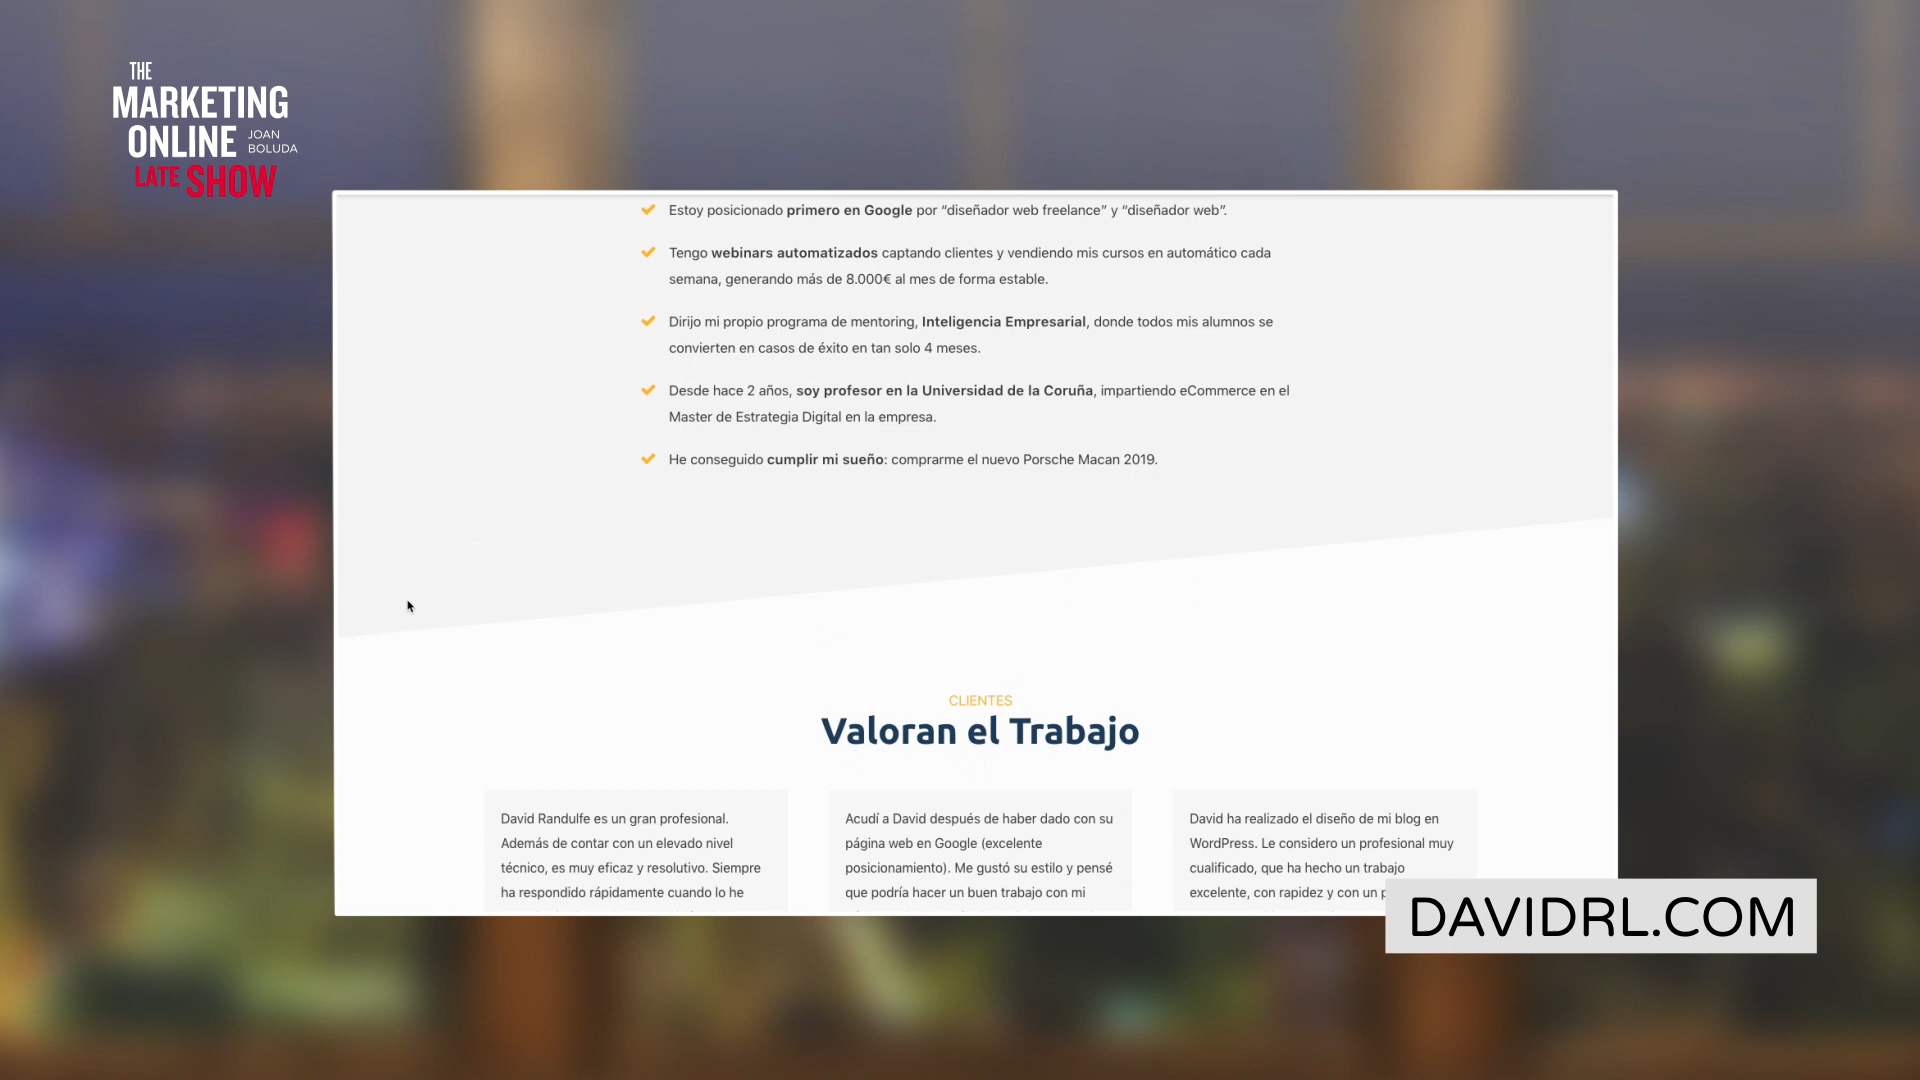 THE
MARKETING
ONLINE JOAN BOLUDA
LATE SHOW
Estoy posicionado primero en Google por “diseñador web freelance” y “diseñador web”.
Tengo webinars automatizados captando clientes y vendiendo mis cursos en automático cada
semana, generando más de 8.000€ al mes de forma estable.
Dirijo mi propio programa de mentoring, Inteligencia Empresarial, donde todos mis alumnos se
convierten en casos de éxito en tan solo 4 meses.
Desde hace 2 años, soy profesor en la Universidad de la Coruña, impartiendo eCommerce en el
Master de Estrategia Digital en la empresa.
He conseguido cumplir mi sueño: comprarme el nuevo Porsche Macan 2019.
CLIENTES
Valoran el Trabajo
David Randulfe es un gran profesional.
Además de contar con un elevado nivel
técnico, es muy eficaz y resolutivo. Siempre
ha respondido rápidamente cuando lo he
Acudí a David después de haber dado con su
página web en Google (excelente
posicionamiento). Me gustó su estilo y pensé
que podría hacer un buen trabajo con mi
David ha realizado el diseño de mi blog en
WordPress. Le considero un profesional muy
cualificado, que ha hecho un trabajo
excelente, con rapidez y con un
DAVIDRL.COM